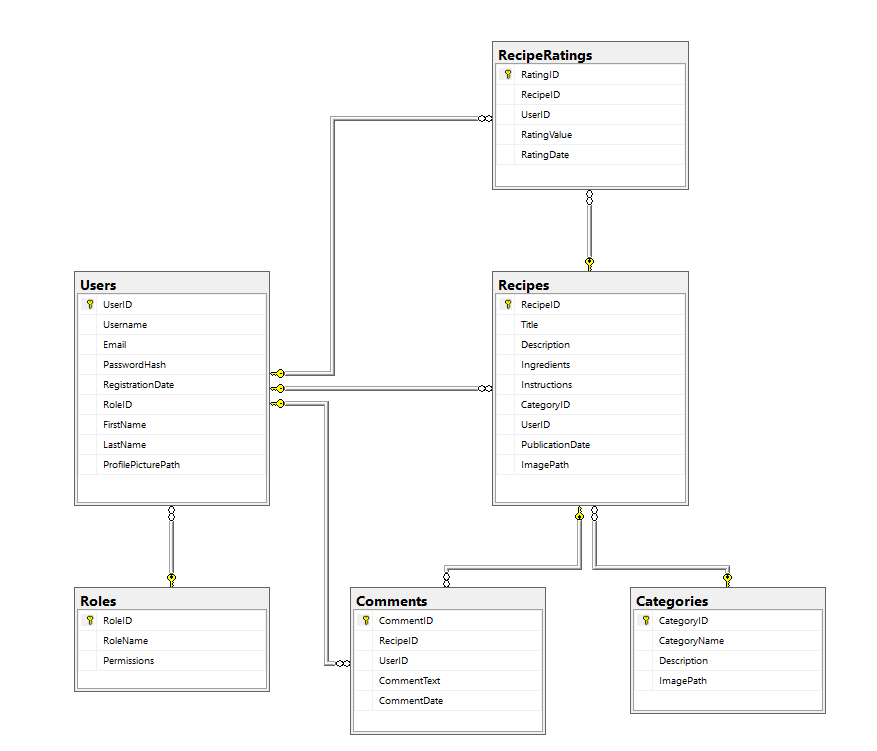 RecipeRatings
RatingID
RecipeID
UserID
RatingValue
RatingDate
Users
UserID
Username
Email
PasswordHash
RegistrationDate
RoleID
FirstName
LastName
ProfilePicturePath
Recipes
RecipeID
Title
Description
Ingredients
Instructions
CategoryID
UserID
PublicationDate
ImagePath
Roles
RoleID
RoleName
Permissions
Comments
CommentID
RecipeID
UserID
CommentText
CommentDate
Categories
CategoryID
CategoryName
Description
ImagePath